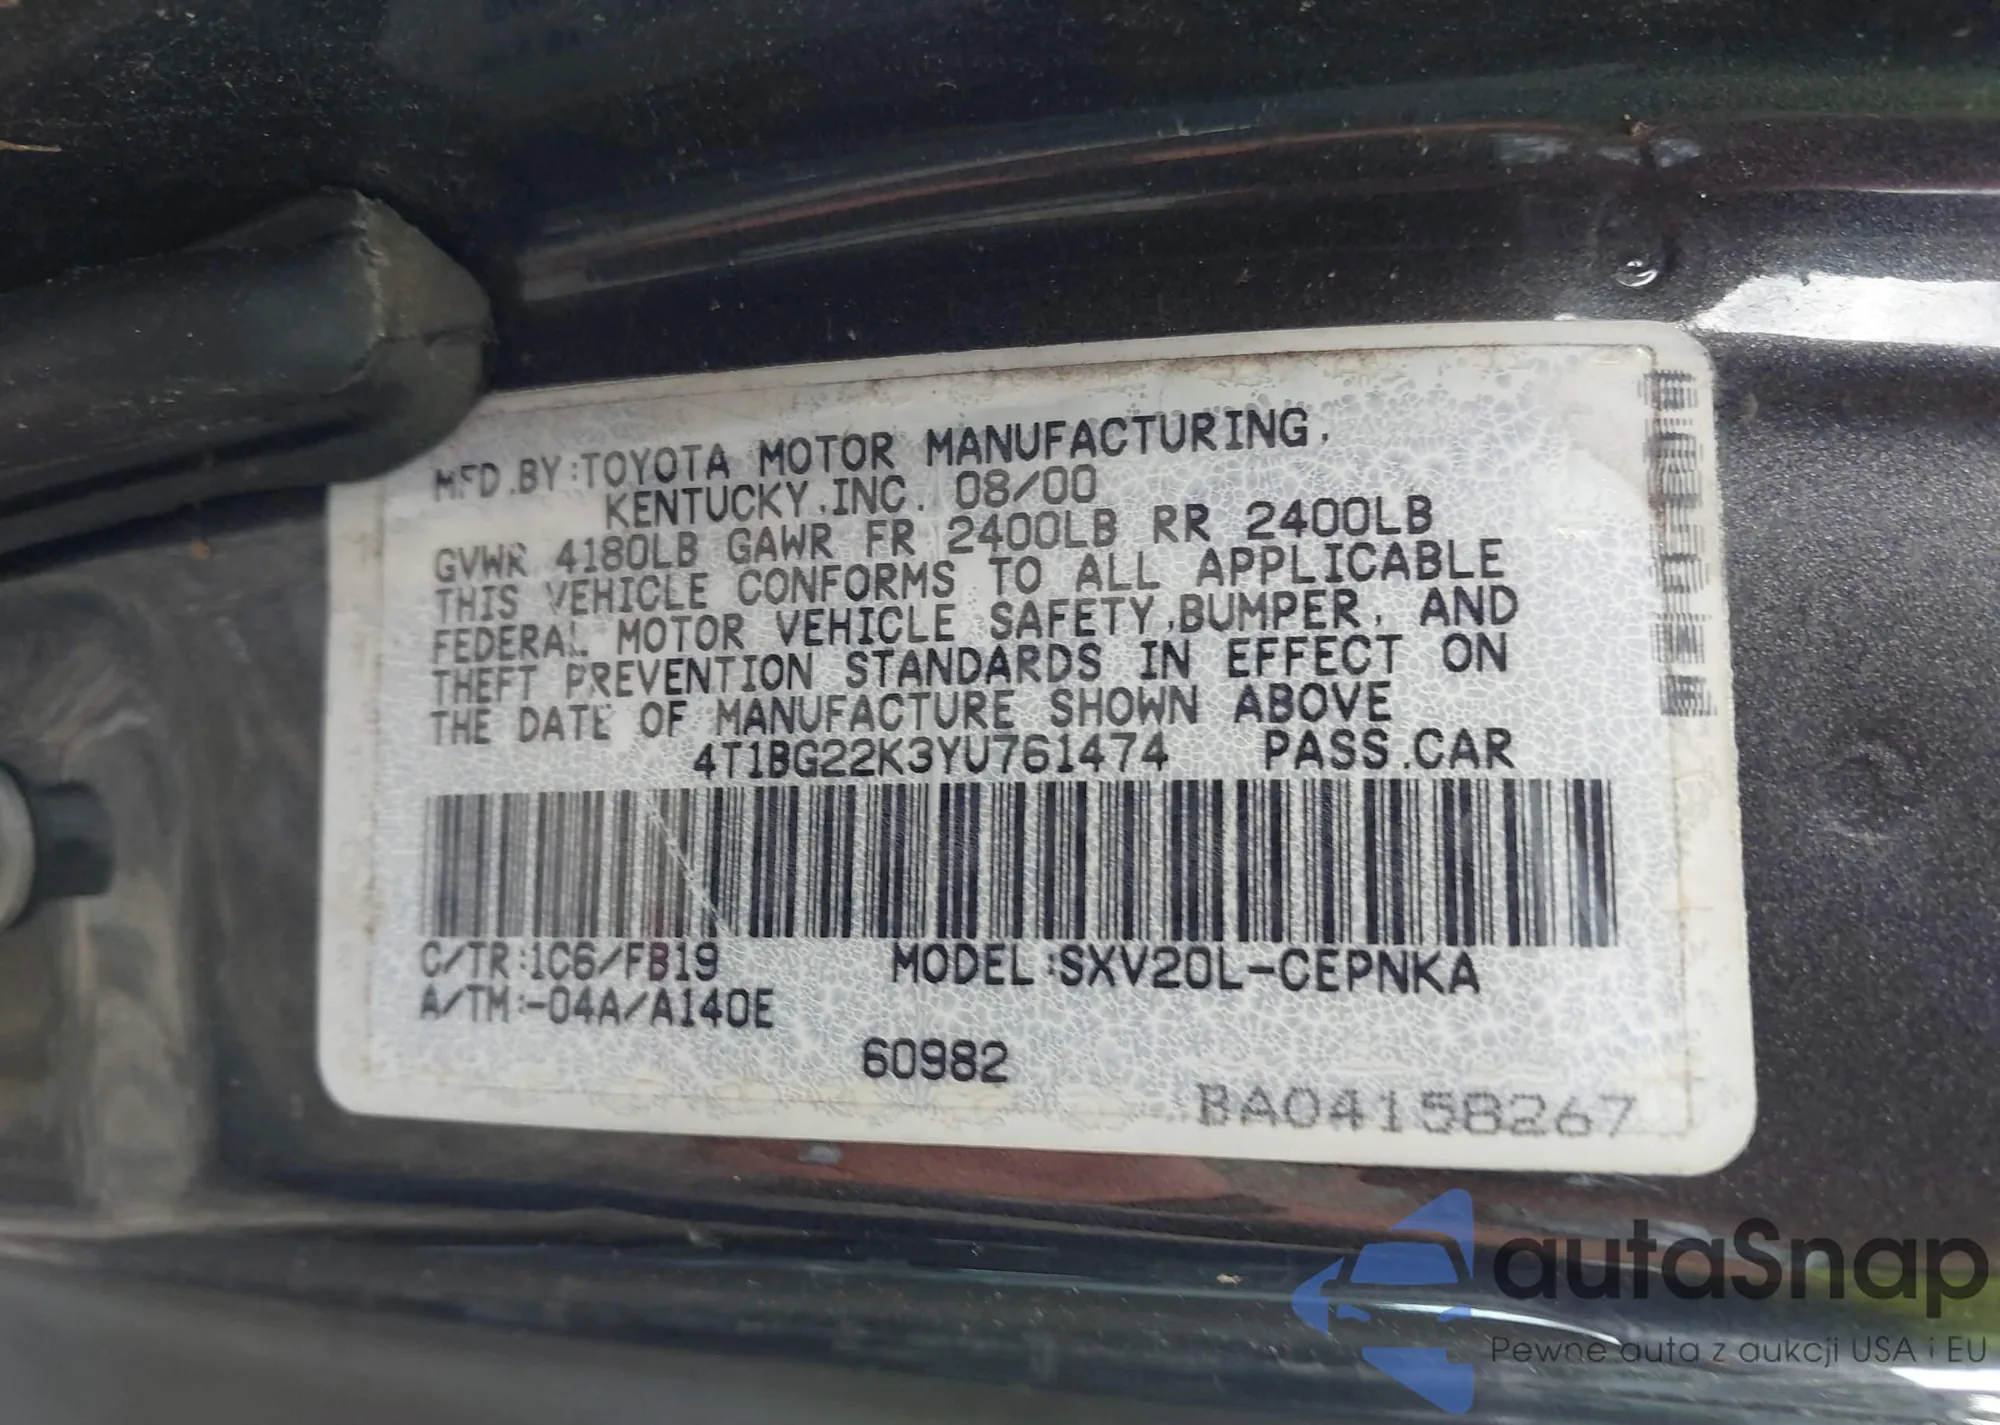 MFD.BY:TOYOTA MOTOR MANUFACTURING,
KENTUCKY,INC. 08/00
GVWR 4180LB GAWR FR 2400LB RR 2400LB
THIS VEHICLE CONFORMS TO ALL APPLICABLE
FEDERAL MOTOR VEHICLE SAFETY,BUMPER, AND
THEFT PREVENTION STANDARDS IN EFFECT ON
THE DATE OF MANUFACTURE SHOWN ABOVE
4T1BG22K3YU761474 PASS.CAR
C/TR:1C6/FB19 MODEL:SXV20L-CEPNKA
A/TM:-04A/A140E
60982
BA04158267
autaSnap
Pewne auta z aukcji USA i EU